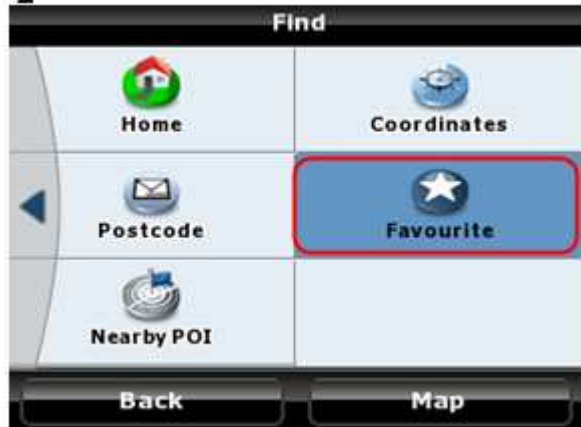 Find
Home
Coordinates
Postcode
Favourite
Nearby POI
Back
Map